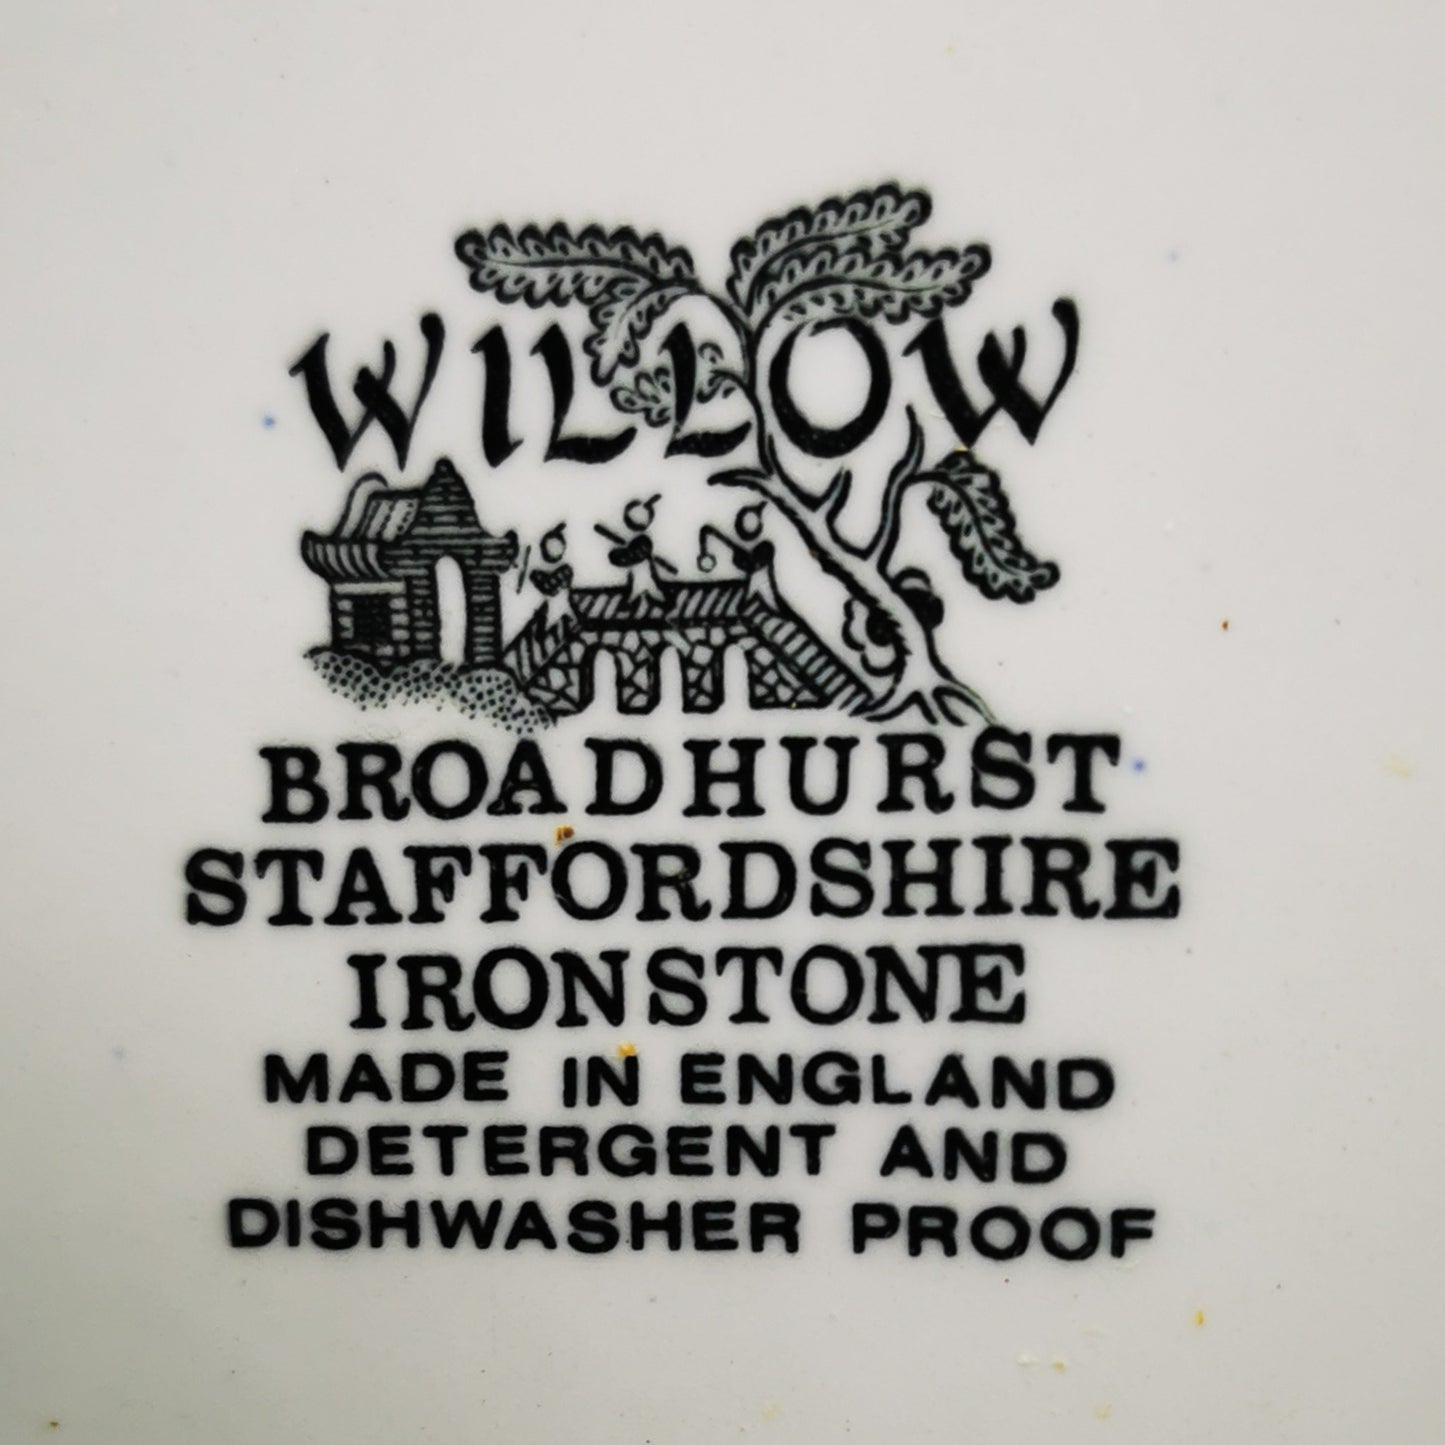 WILLOW
BROADHURST
STAFFORDSHIRE
IRONSTONE
MADE IN ENGLAND
DETERGENT AND
DISHWASHER PROOF